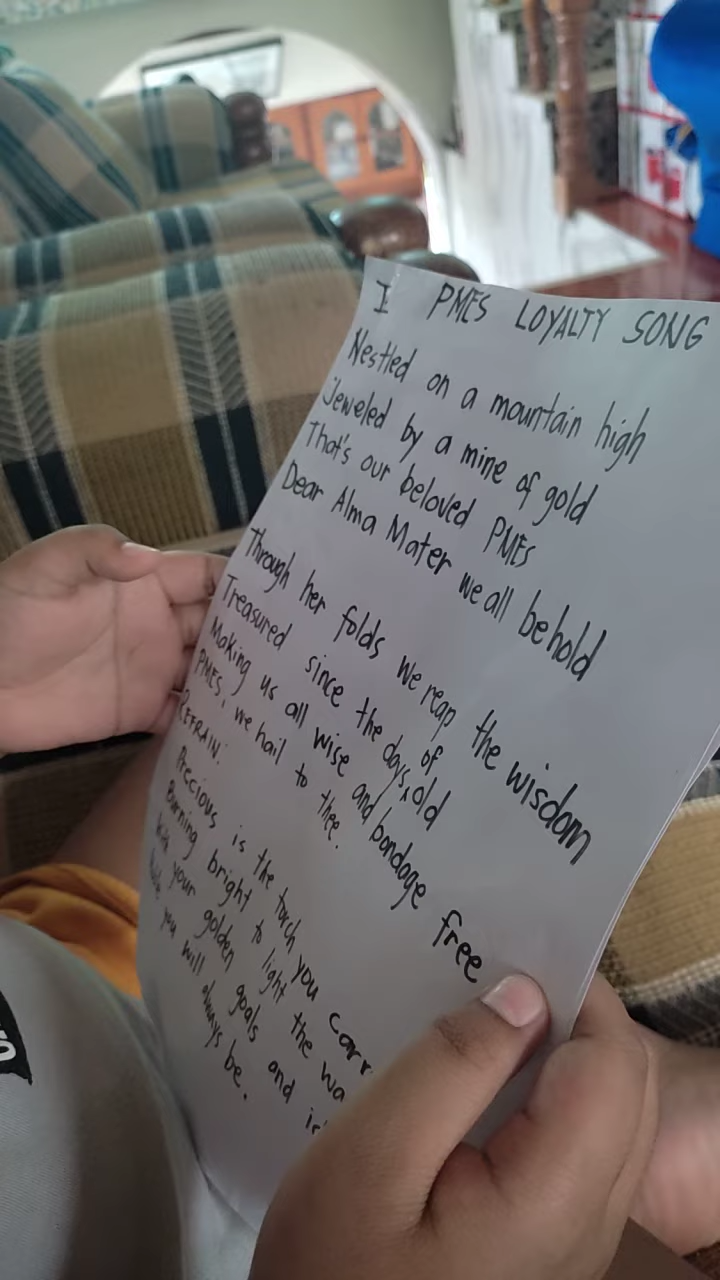 I PMES LOYALTY SONG
Nestled on a mountain high
Jeweled by a mine of gold
That's our beloved PMES
Dear Alma Mater we all behold
Through her folds we reap the wisdom
Treasured since the days of old
Making us all wise and bondage free
PMES, we hail to thee.
REFRAIN:
Precious is the torch you
Burning bright to light the
With your golden goals and
you will always be.